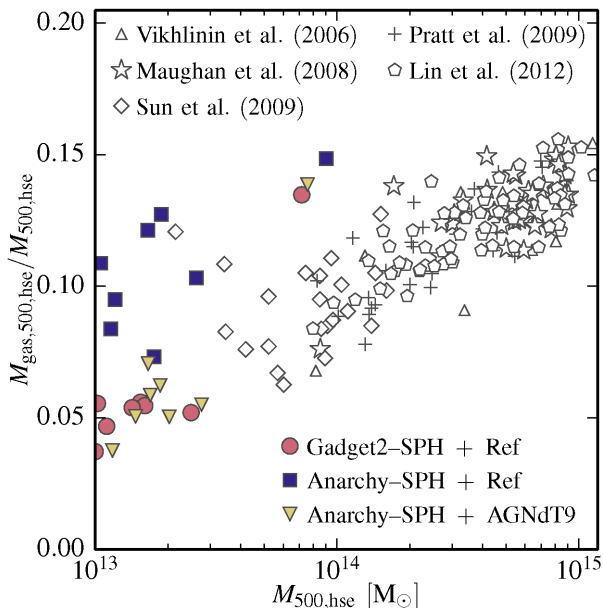 0.20
0.15
0.10
0.05
0.00
M_gas,500,hse/M_500,hse
Vikhlinin et al. (2006)
Pratt et al. (2009)
Maughan et al. (2008)
Lin et al. (2012)
Sun et al. (2009)
Gadget2–SPH + Ref
Anarchy–SPH + Ref
Anarchy–SPH + AGNdT9
10^13
10^14
10^15
M_500,hse [M_⊙]